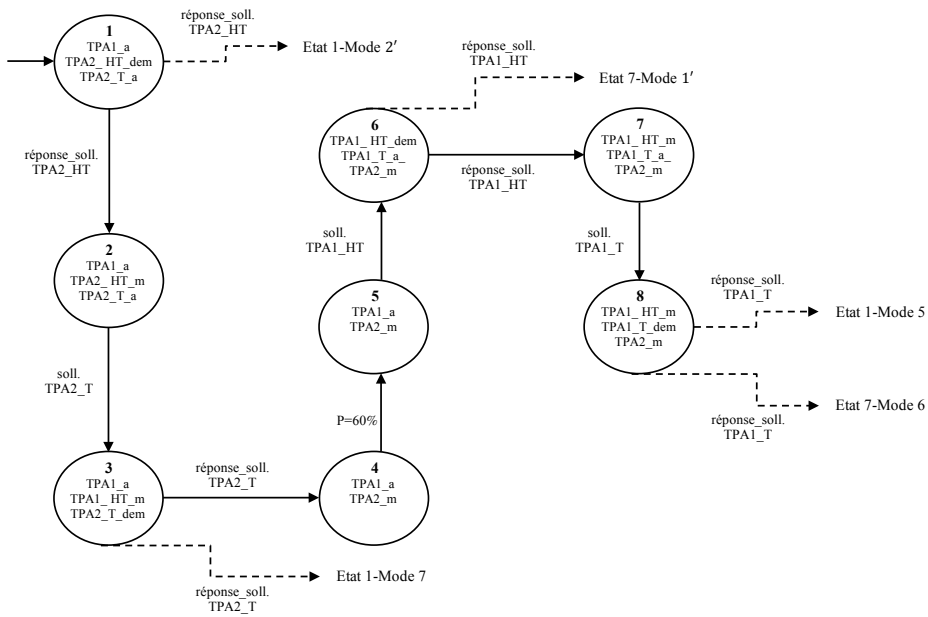 1
TPA1_a
TPA2_ HT_dem
TPA2_T_a
réponse_soll.
TPA2_HT
Etat 1-Mode 2′
réponse_soll.
TPA2_HT
2
TPA1_a
TPA2_ HT_m
TPA2_T_a
soll.
TPA2_T
3
TPA1_a
TPA1_ HT_m
TPA2_T_dem
réponse_soll.
TPA2_T
réponse_soll.
TPA2_T
Etat 1-Mode 7
4
TPA1_a
TPA2_m
P=60%
5
TPA1_a
TPA2_m
soll.
TPA1_HT
6
TPA1_ HT_dem
TPA1_T_a_
TPA2_m
réponse_soll.
TPA1_HT
Etat 7-Mode 1′
réponse_soll.
TPA1_HT
7
TPA1_ HT_m
TPA1_T_a_
TPA2_m
soll.
TPA1_T
8
TPA1_ HT_m
TPA1_T_dem
TPA2_m
réponse_soll.
TPA1_T
Etat 1-Mode 5
réponse_soll.
TPA1_T
Etat 7-Mode 6